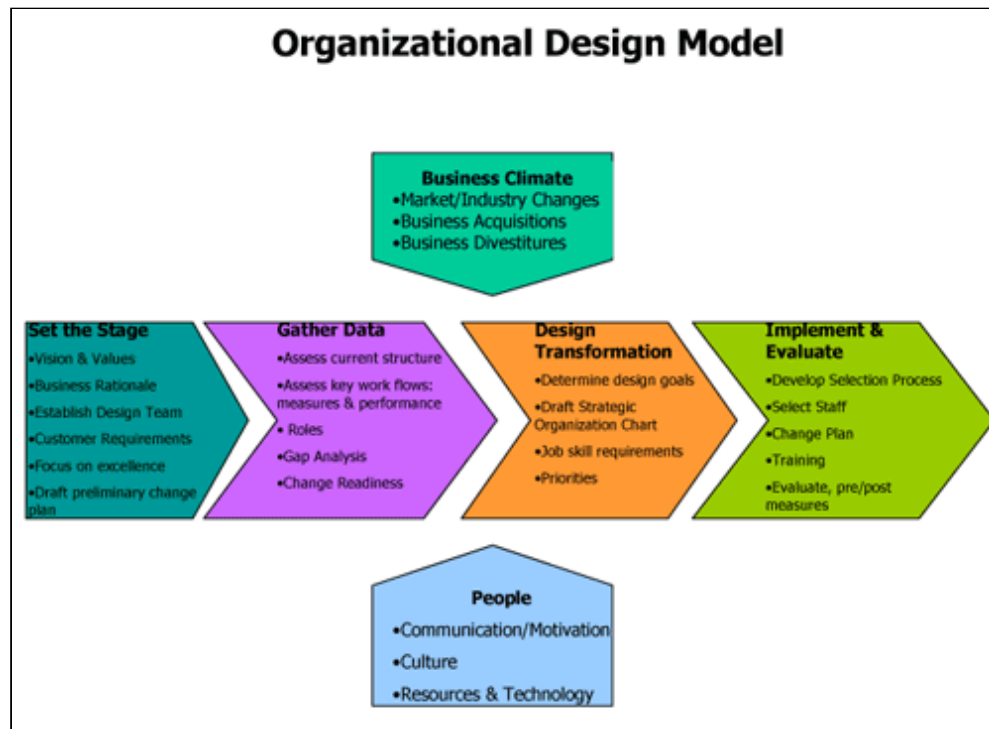 Organizational Design Model
Business Climate
•Market/Industry Changes
•Business Acquisitions
•Business Divestitures
Set the Stage
•Vision & Values
•Business Rationale
•Establish Design Team
•Customer Requirements
•Focus on excellence
•Draft preliminary change
plan
Gather Data
•Assess current structure
•Assess key work flows:
measures & performance
• Roles
•Gap Analysis
•Change Readiness
Design
Transformation
•Determine design goals
•Draft Strategic
Organization Chart
•Job skill requirements
•Priorities
Implement &
Evaluate
•Develop Selection Process
•Select Staff
•Change Plan
•Training
•Evaluate, pre/post
measures
People
•Communication/Motivation
•Culture
•Resources & Technology